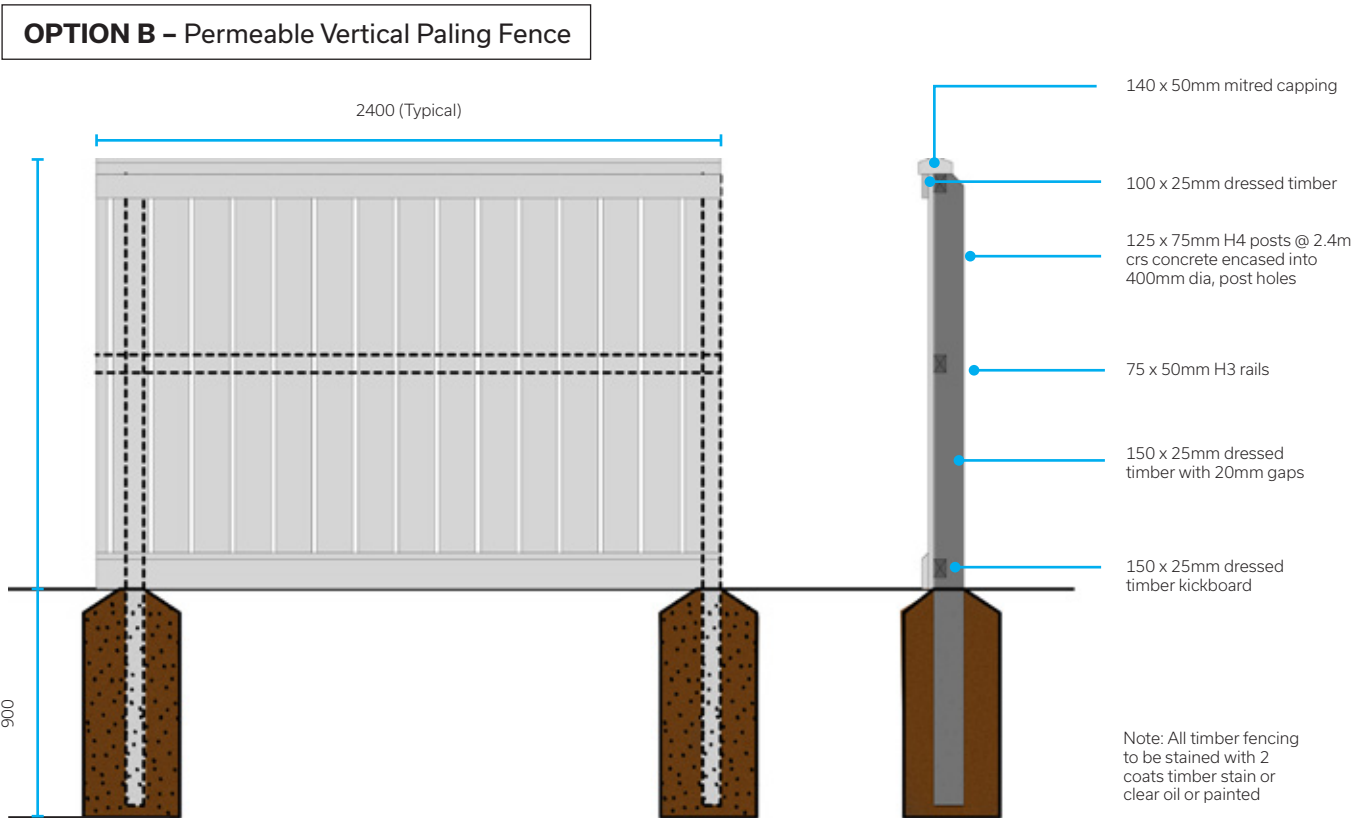 OPTION B – Permeable Vertical Paling Fence
2400 (Typical)
140 x 50mm mitred capping
100 x 25mm dressed timber
125 x 75mm H4 posts @ 2.4m
crs concrete encased into
400mm dia, post holes
75 x 50mm H3 rails
150 x 25mm dressed
timber with 20mm gaps
150 x 25mm dressed
timber kickboard
900
Note: All timber fencing
to be stained with 2
coats timber stain or
clear oil or painted